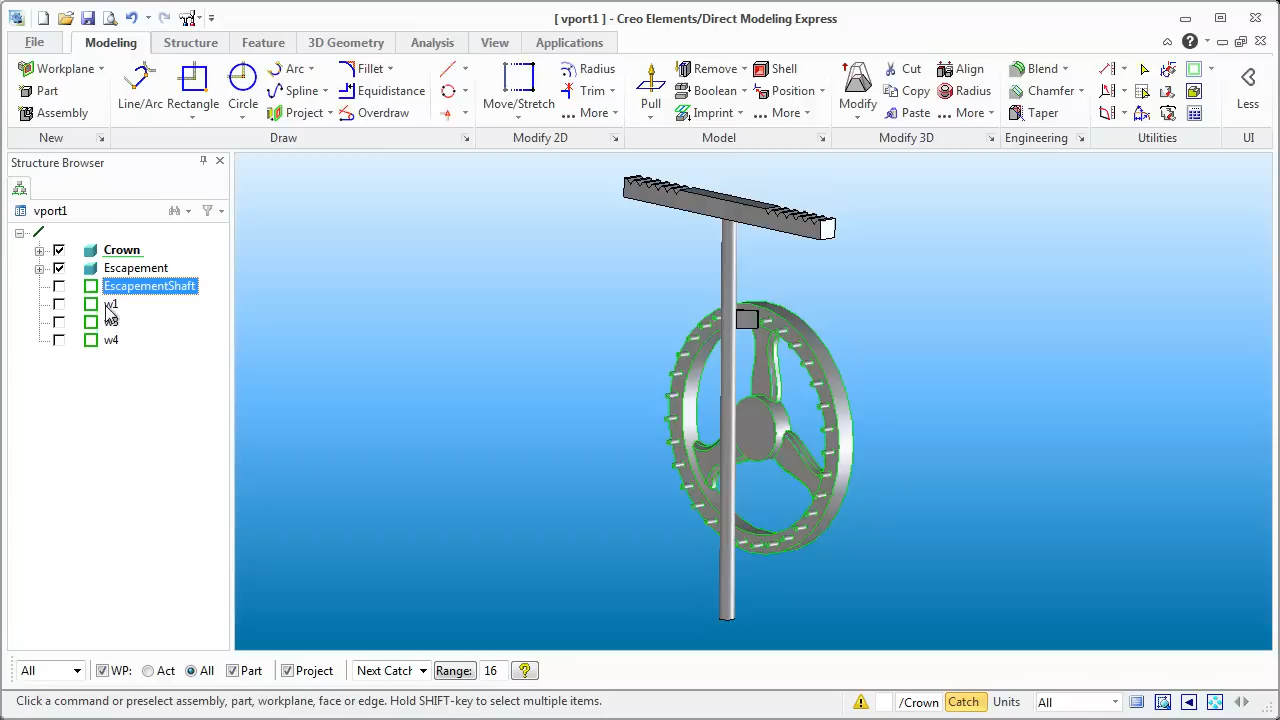 [ vport1 ] - Creo Elements/Direct Modeling Express
File Modeling Structure Feature 3D Geometry Analysis View Applications
Workplane Line/Arc Rectangle Circle Arc Fillet Move/Stretch Radius Pull Remove Shell Modify Cut Align Blend Less
Part Spline Equidistance Trim Boolean Position Copy Radius Chamfer
Assembly Project Overdraw More Imprint More Paste More Taper
New Draw Modify 2D Model Modify 3D Engineering Utilities UI
Structure Browser
vport1
Crown
Escapement
EscapementShaft
w1
w3
w4
All WP: Act All Part Project Next Catch Range: 16
Click a command or preselect assembly, part, workplane, face or edge. Hold SHIFT-key to select multiple items. /Crown Catch Units All